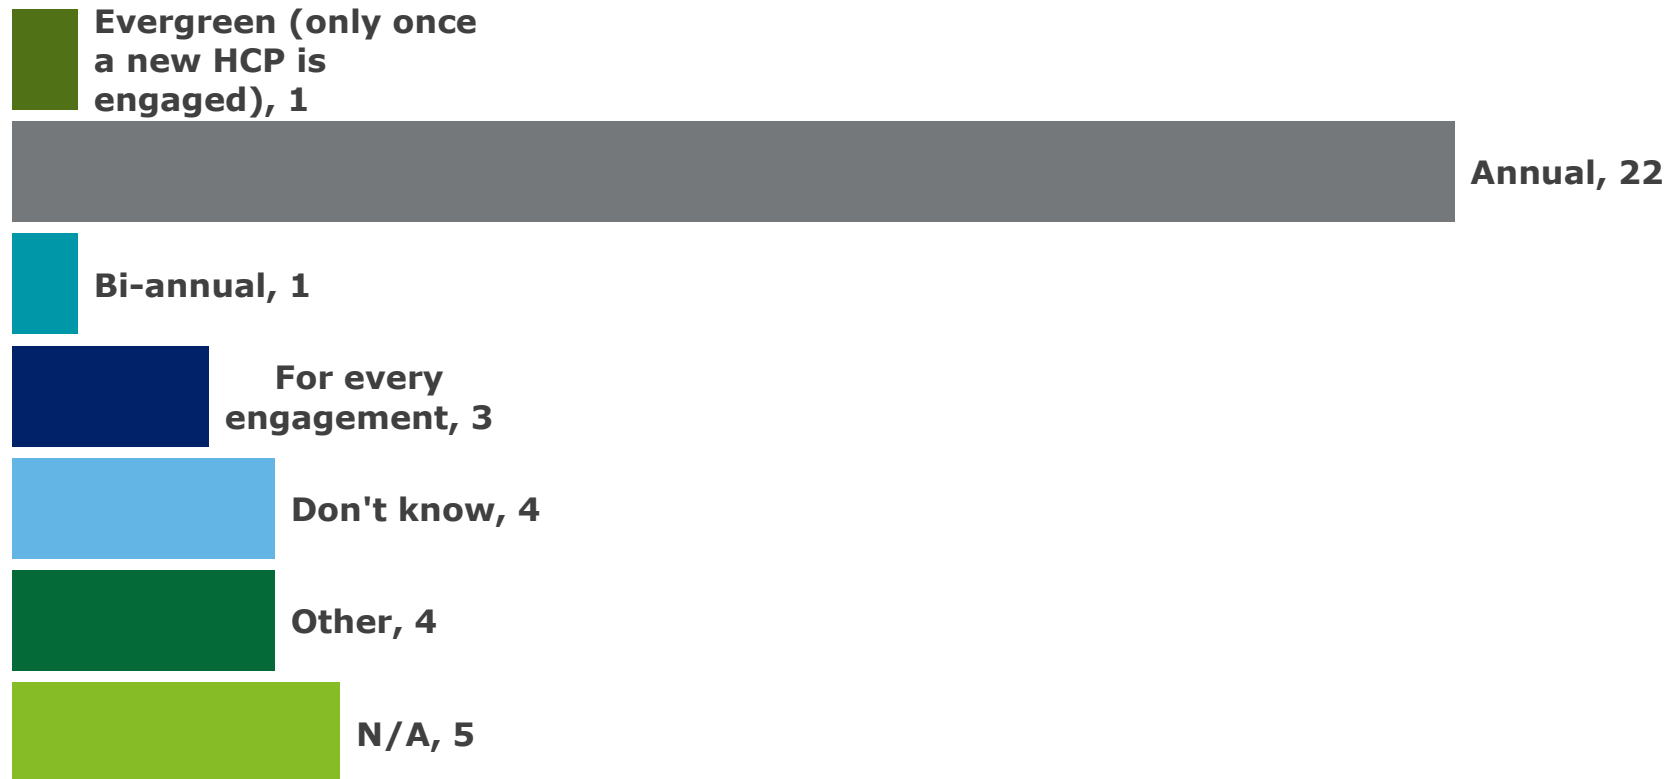 Evergreen (only once
a new HCP is
engaged), 1
Annual, 22
Bi-annual, 1
For every
engagement, 3
Don't know, 4
Other, 4
N/A, 5